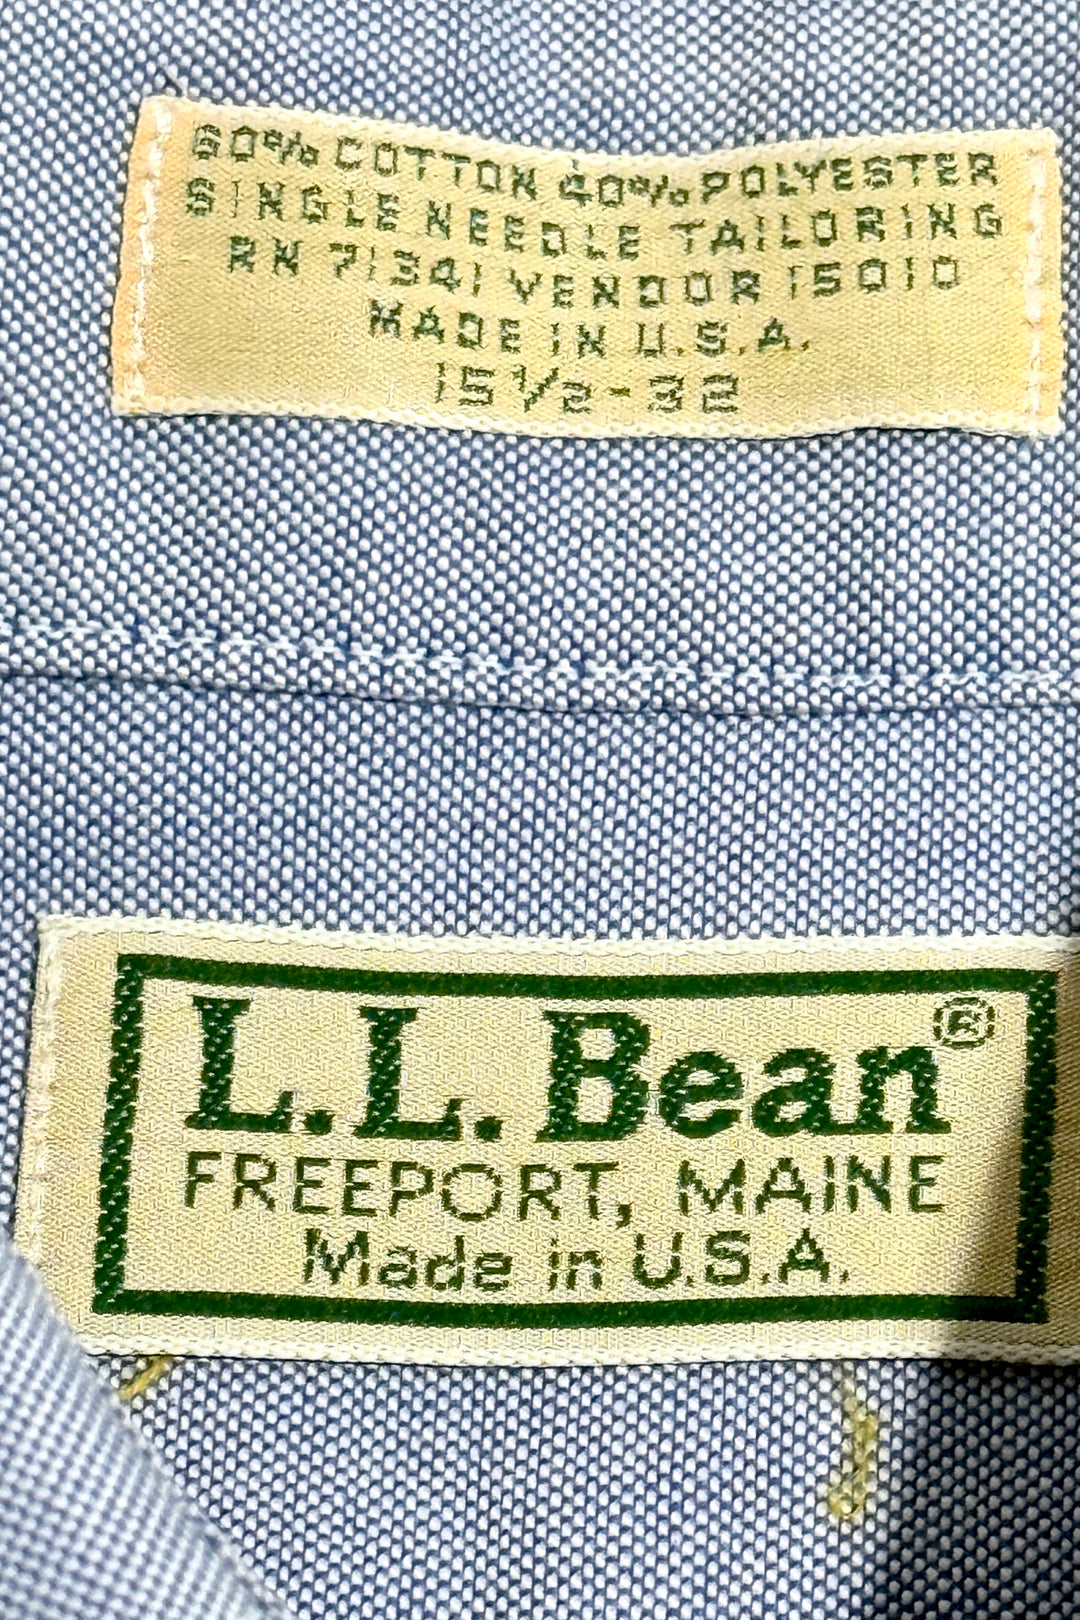 60% COTTON 40% POLYESTER
SINGLE NEEDLE TAILORING
RN 71341 VENDOR 15010
MADE IN U.S.A.
15 1/2 - 32
L.L.Bean®
FREEPORT, MAINE
Made in U.S.A.